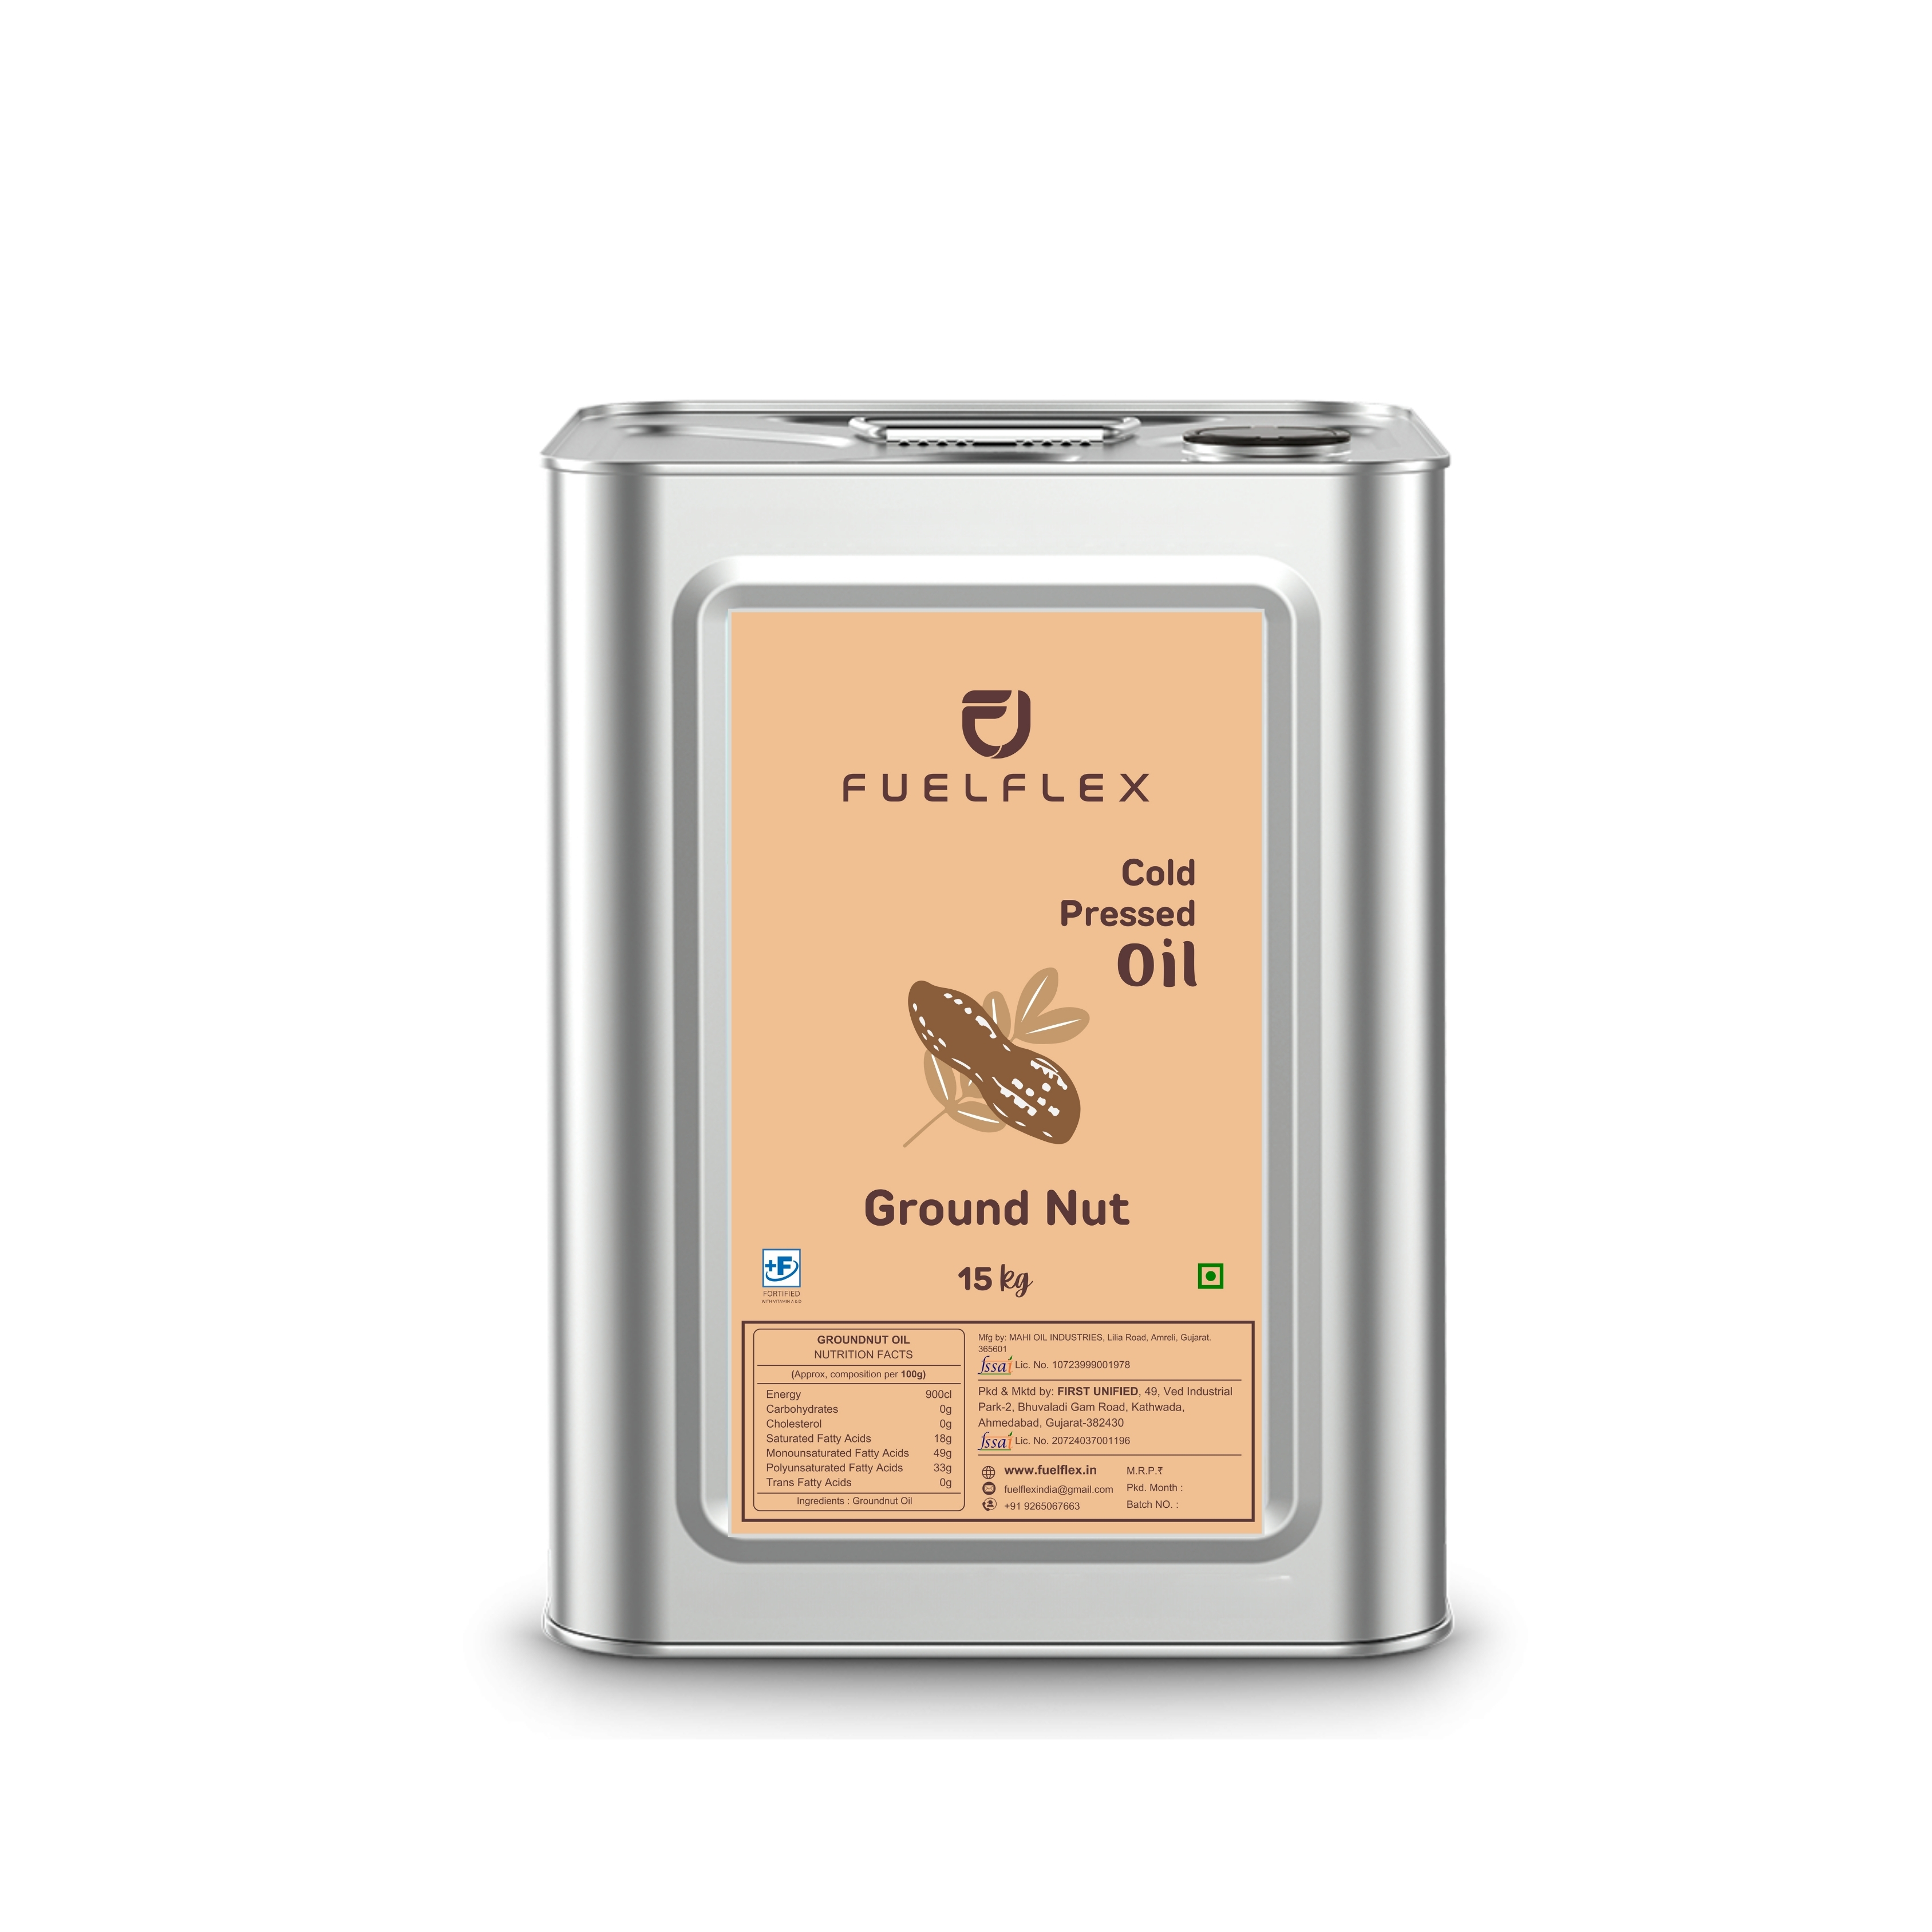 FUELFLEX
Cold
Pressed
Oil
Ground Nut
15 kg
+F
FORTIFIED
WITH VITAMIN A & D
GROUNDNUT OIL
NUTRITION FACTS
(Approx, composition per 100g)
Energy 900cl
Carbohydrates 0g
Cholesterol 0g
Saturated Fatty Acids 18g
Monounsaturated Fatty Acids 49g
Polyunsaturated Fatty Acids 33g
Trans Fatty Acids 0g
Ingredients : Groundnut Oil
Mfg by: MAHI OIL INDUSTRIES, Lilia Road, Amreli, Gujarat.
365601
fssai Lic. No. 10723999001978
Pkd & Mktd by: FIRST UNIFIED, 49, Ved Industrial
Park-2, Bhuvaladi Gam Road, Kathwada,
Ahmedabad, Gujarat-382430
fssai Lic. No. 20724037001196
www.fuelflex.in
fuelflexindia@gmail.com
+91 9265067663
M.R.P.₹
Pkd. Month :
Batch NO. :